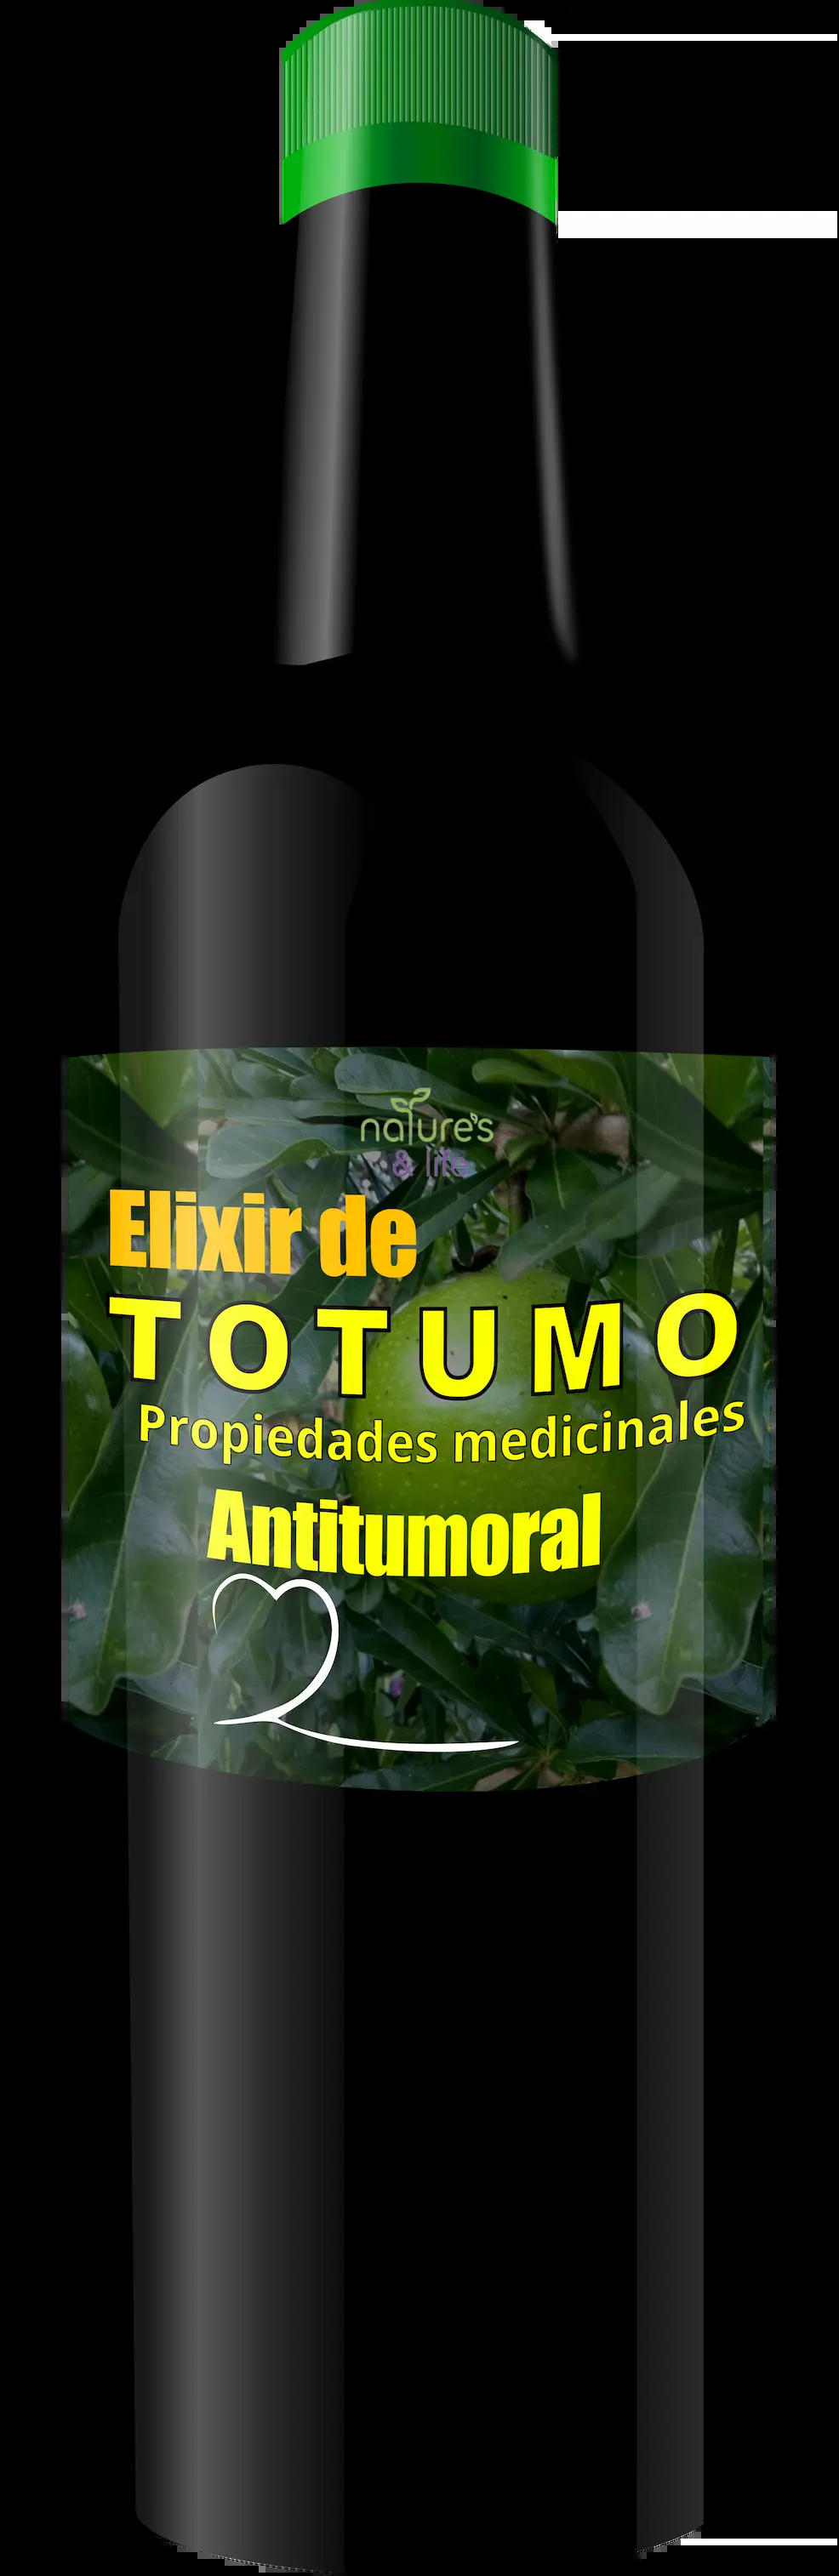 nature's
& life
Elixir de
TOTUMO
Propiedades medicinales
Antitumoral